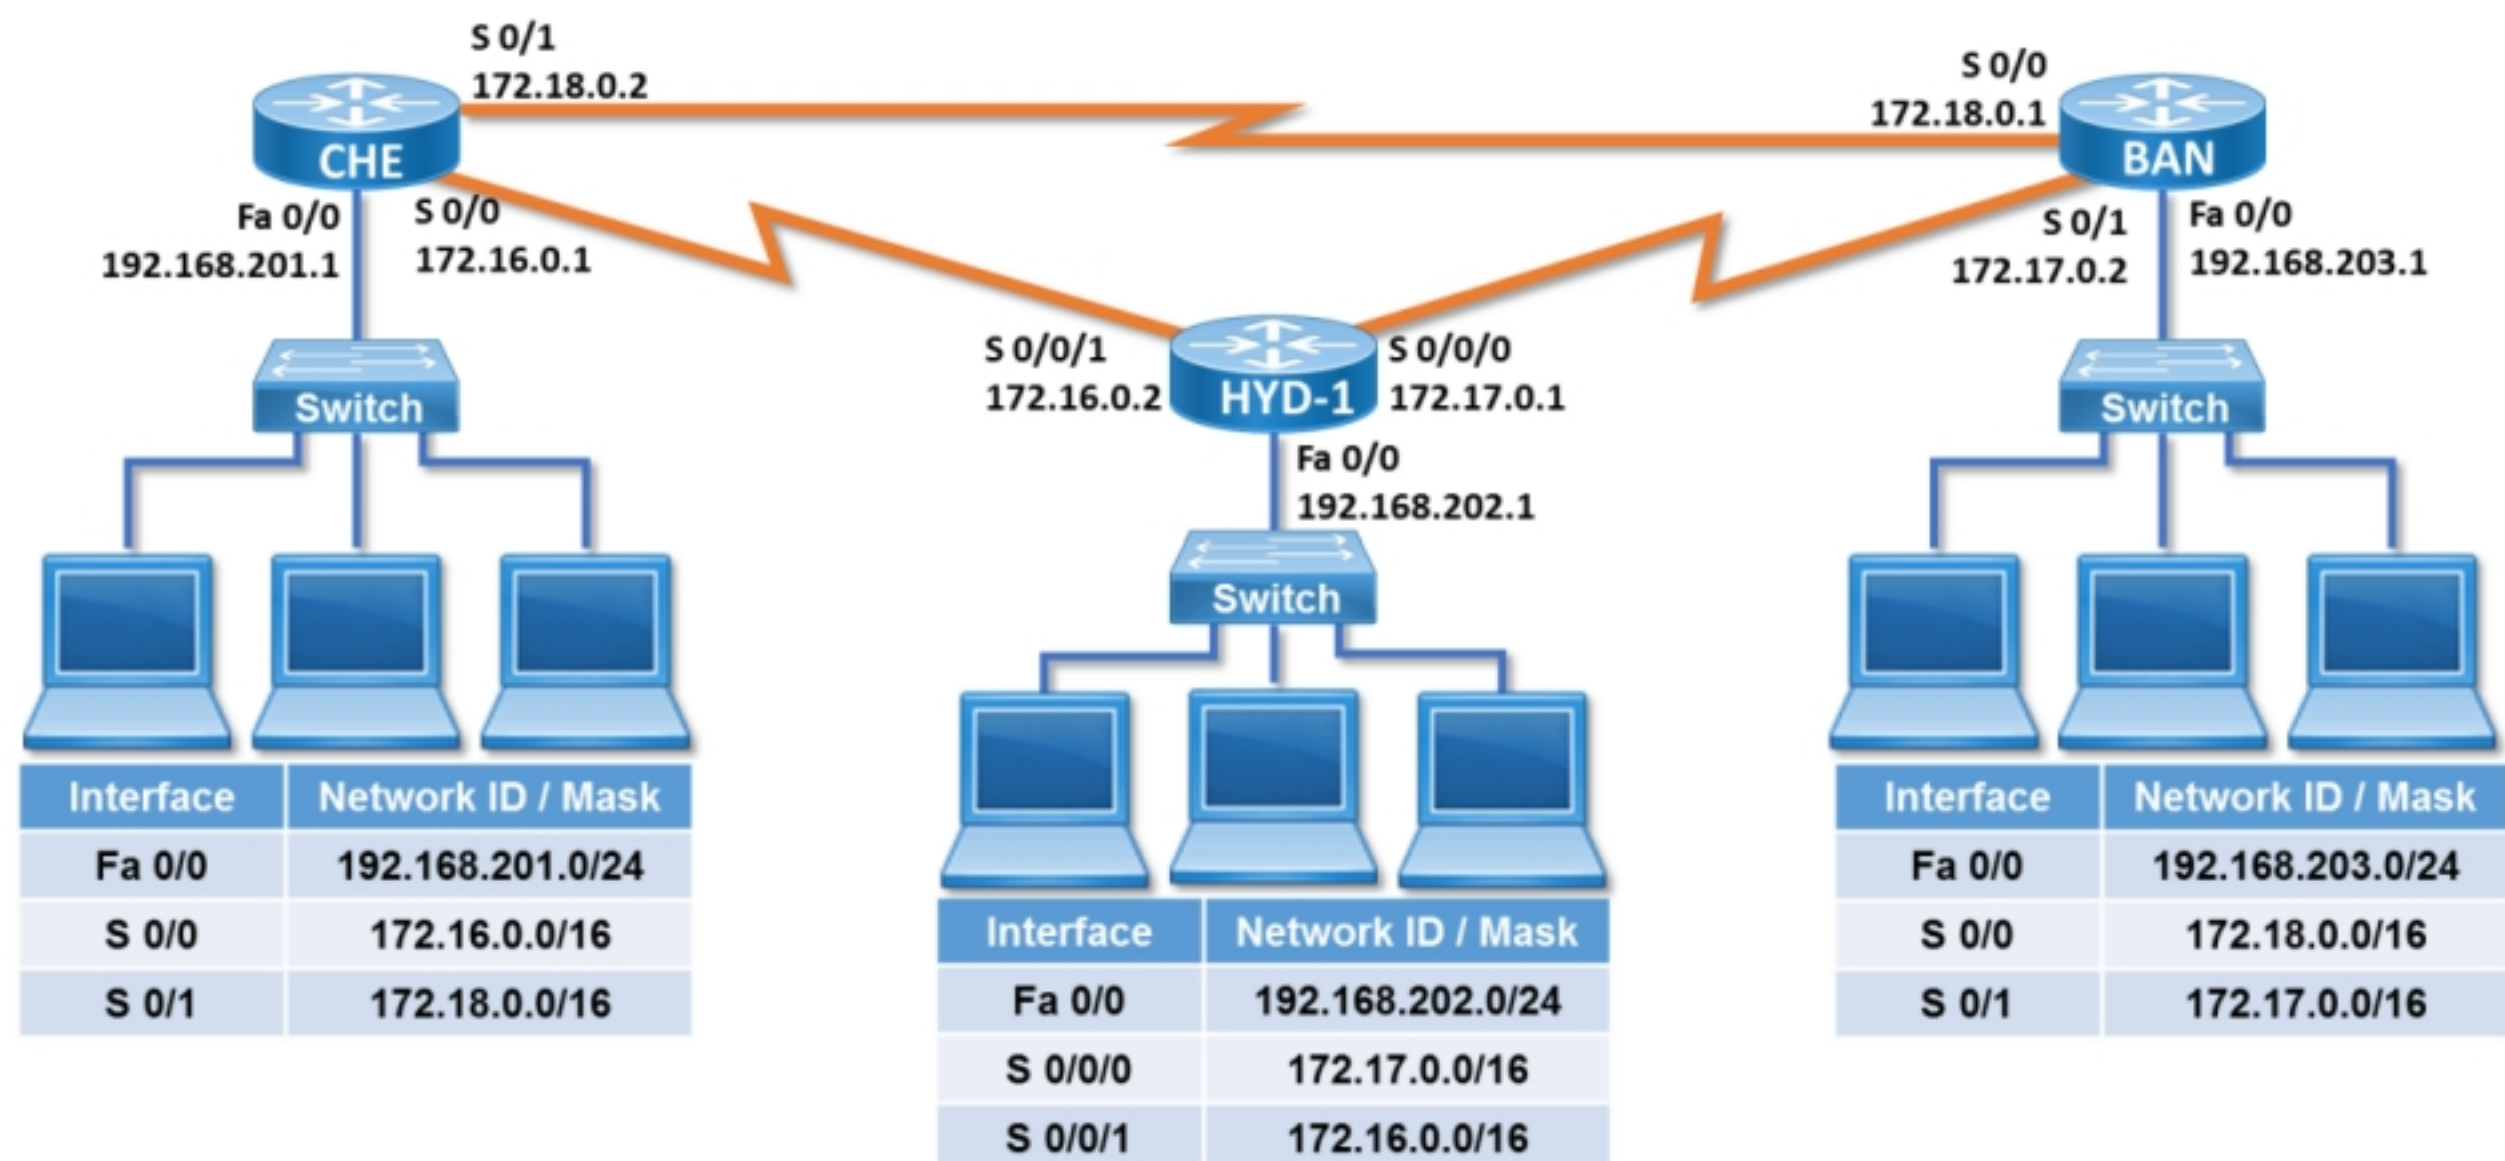 S 0/1
172.18.0.2
S 0/0
172.18.0.1
CHE
BAN
Fa 0/0
192.168.201.1
S 0/0
172.16.0.1
S 0/1
172.17.0.2
Fa 0/0
192.168.203.1
S 0/0/1
172.16.0.2
HYD-1
S 0/0/0
172.17.0.1
Switch
Switch
Fa 0/0
192.168.202.1
Switch
Interface Network ID / Mask
Fa 0/0 192.168.201.0/24
S 0/0 172.16.0.0/16
S 0/1 172.18.0.0/16
Interface Network ID / Mask
Fa 0/0 192.168.202.0/24
S 0/0/0 172.17.0.0/16
S 0/0/1 172.16.0.0/16
Interface Network ID / Mask
Fa 0/0 192.168.203.0/24
S 0/0 172.18.0.0/16
S 0/1 172.17.0.0/16